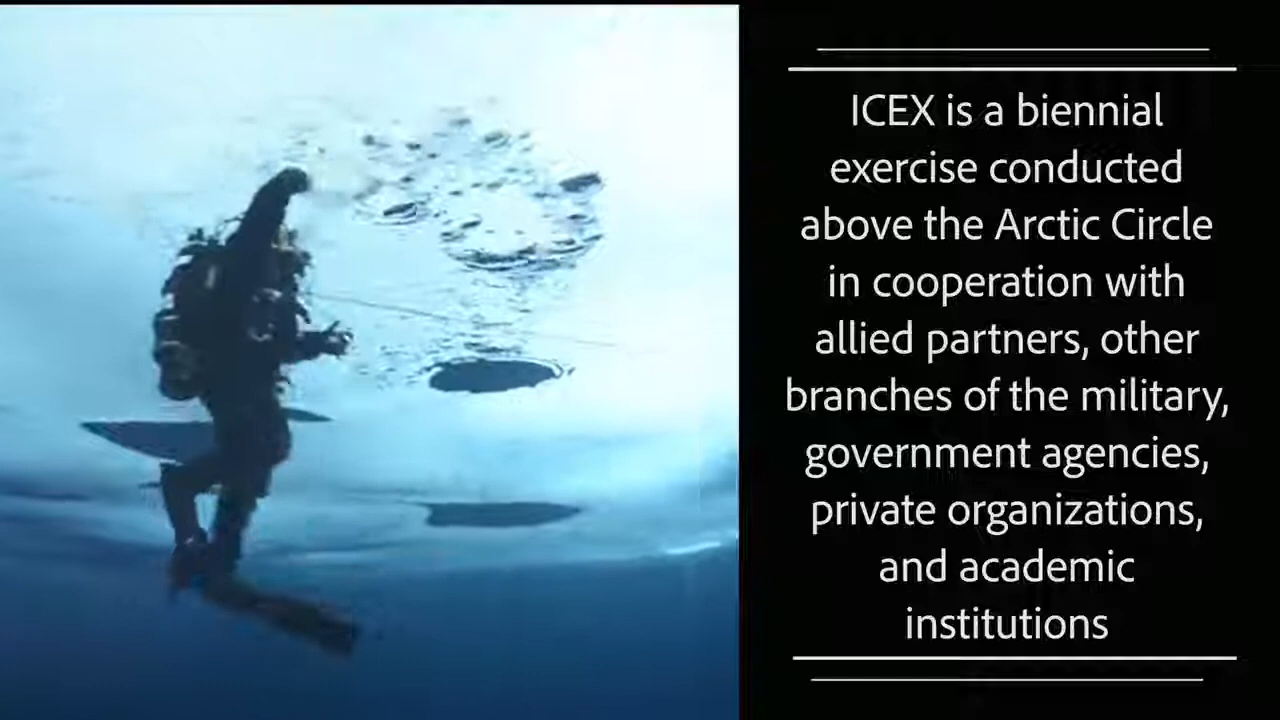 ICEX is a biennial
exercise conducted
above the Arctic Circle
in cooperation with
allied partners, other
branches of the military,
government agencies,
private organizations,
and academic
institutions